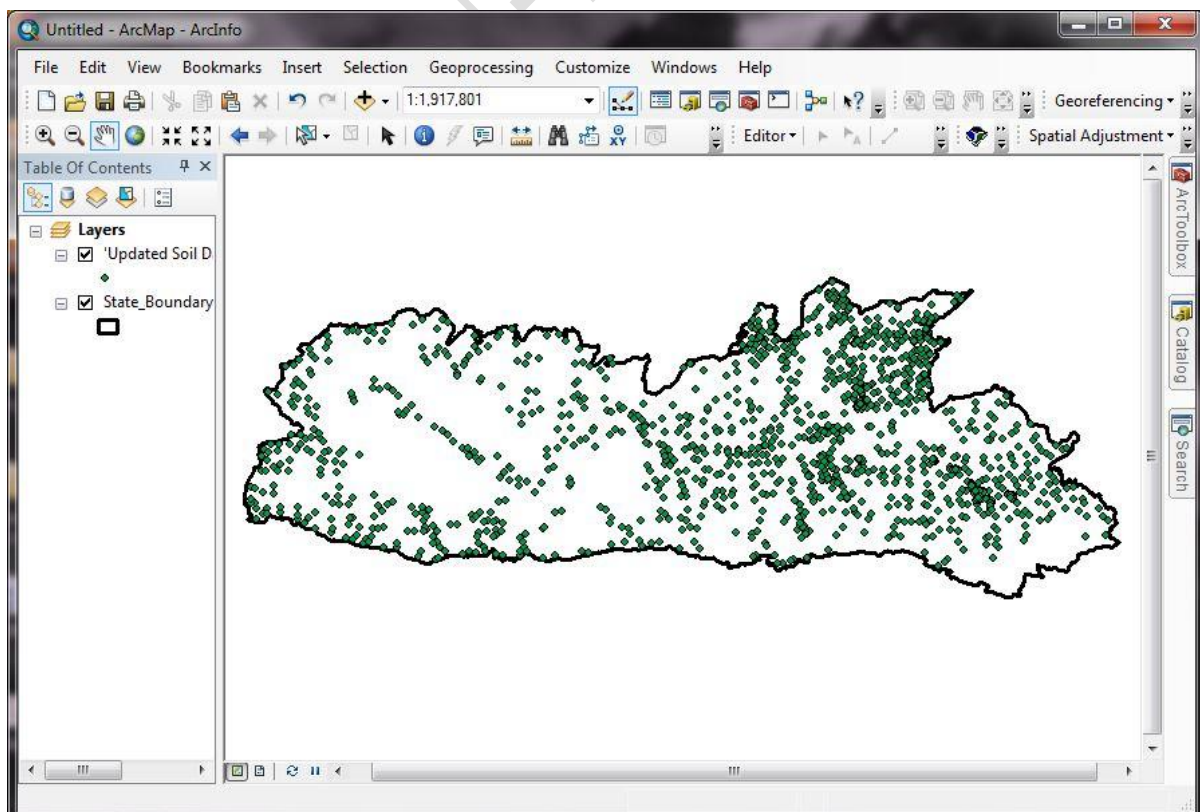 Untitled - ArcMap - ArcInfo
File Edit View Bookmarks Insert Selection Geoprocessing Customize Windows Help
1:1,917,801 Georeferencing
Editor Spatial Adjustment
Table Of Contents
Layers
'Updated Soil D
State_Boundary
ArcToolbox
Catalog
Search